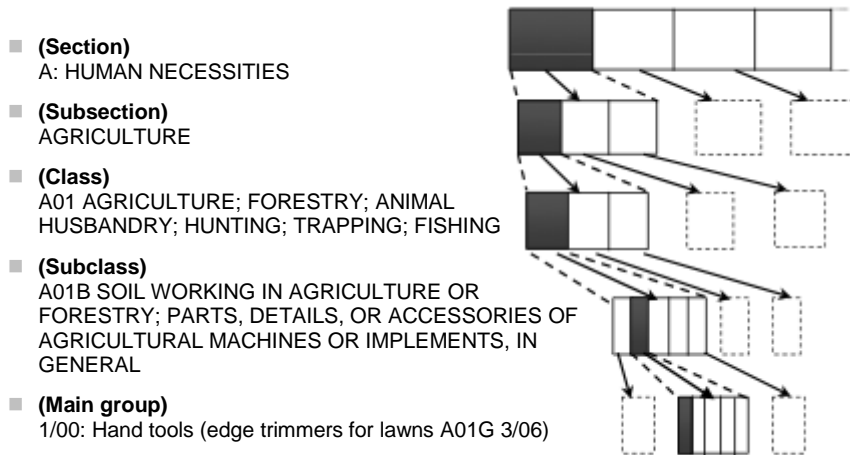 (Section)
A: HUMAN NECESSITIES
(Subsection)
AGRICULTURE
(Class)
A01 AGRICULTURE; FORESTRY; ANIMAL
HUSBANDRY; HUNTING; TRAPPING; FISHING
(Subclass)
A01B SOIL WORKING IN AGRICULTURE OR
FORESTRY; PARTS, DETAILS, OR ACCESSORIES OF
AGRICULTURAL MACHINES OR IMPLEMENTS, IN
GENERAL
(Main group)
1/00: Hand tools (edge trimmers for lawns A01G 3/06)